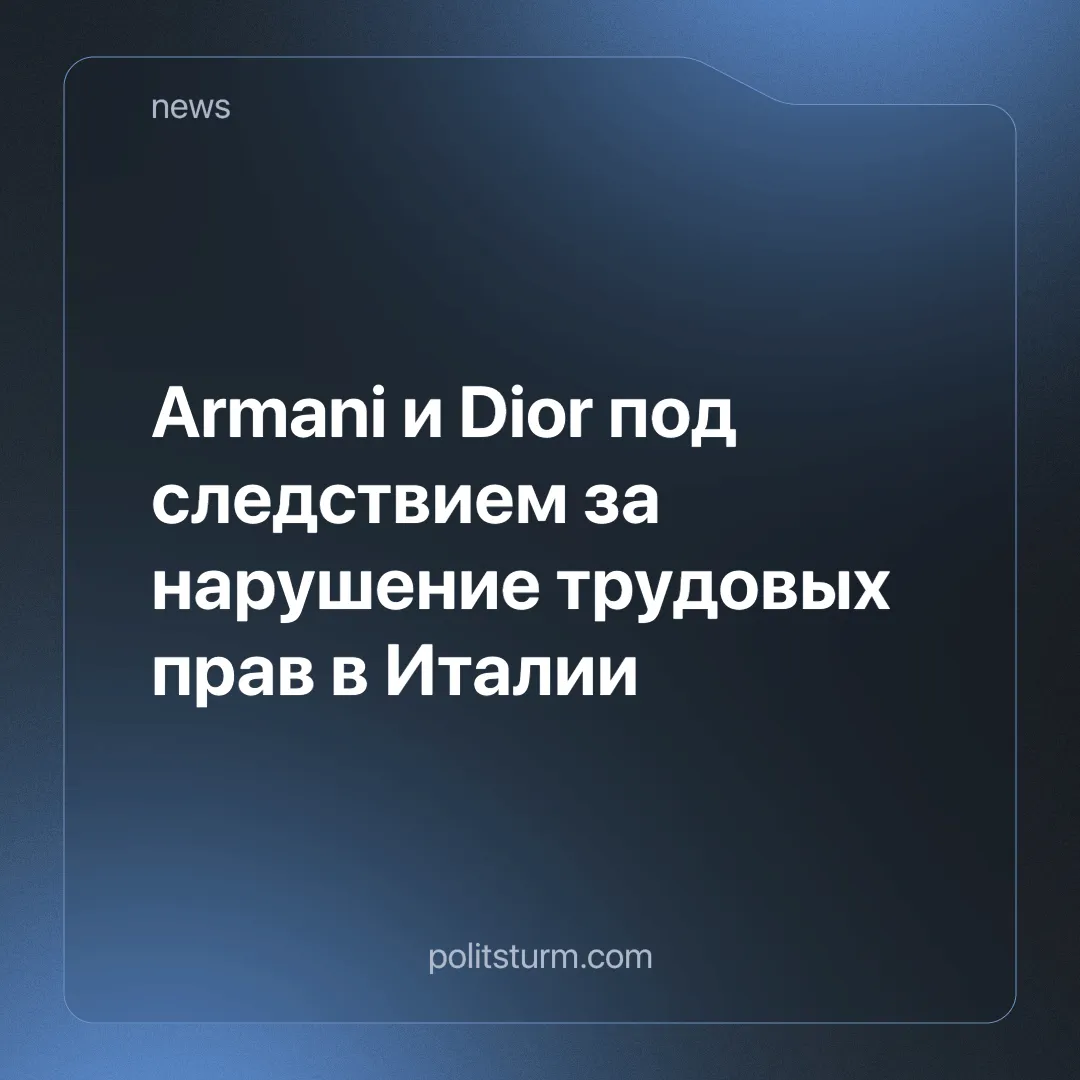 news
Armani и Dior под
следствием за
нарушение трудовых
прав в Италии
politsturm.com